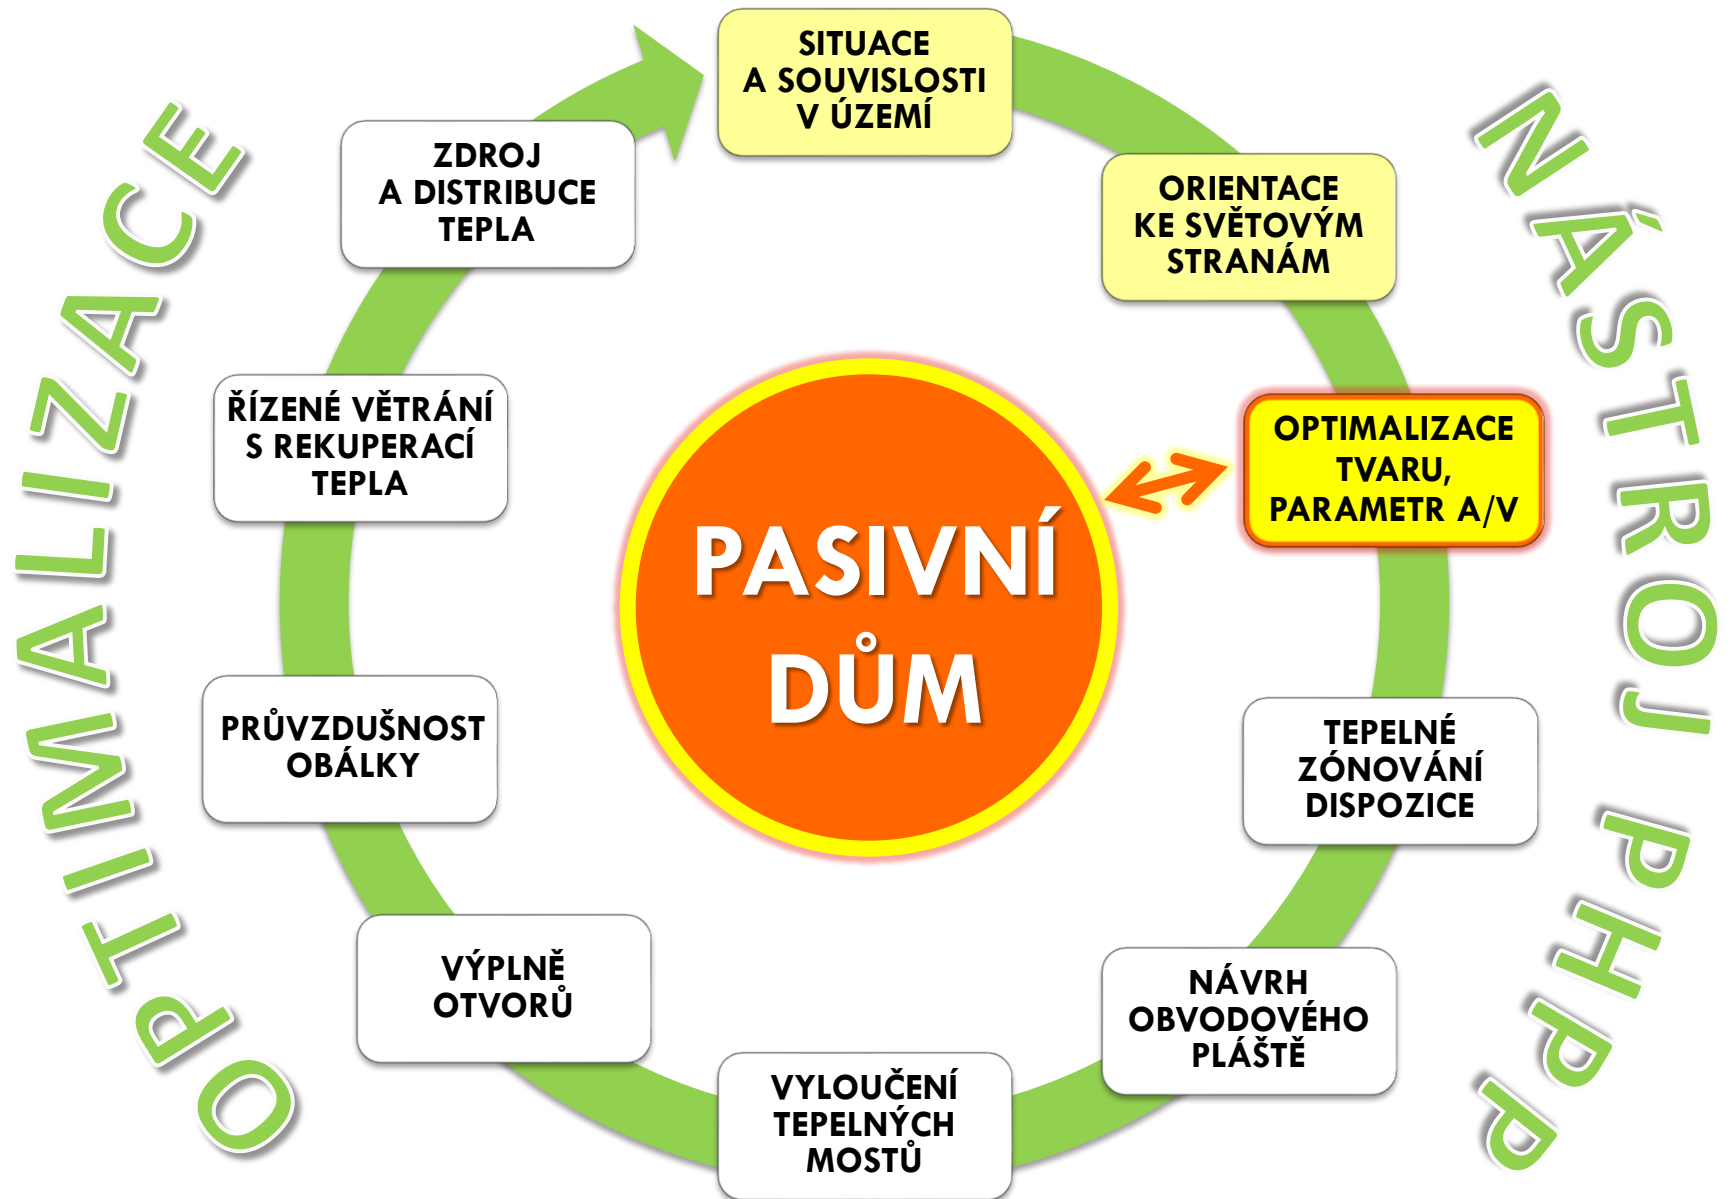 SITUACE
A SOUVISLOSTI
V ÚZEMÍ
ORIENTACE
KE SVĚTOVÝM
STRANÁM
OPTIMALIZACE
TVARU,
PARAMETR A/V
TEPELNÉ
ZÓNOVÁNÍ
DISPOZICE
NÁVRH
OBVODOVÉHO
PLÁŠTĚ
VYLOUČENÍ
TEPELNÝCH
MOSTŮ
VÝPLNĚ
OTVORŮ
PRŮVZDUŠNOST
OBÁLKY
ŘÍZENÉ VĚTRÁNÍ
S REKUPERACÍ
TEPLA
ZDROJ
A DISTRIBUCE
TEPLA
PASIVNÍ
DŮM
OPTIMALIZACE
NÁSTROJ PHPP